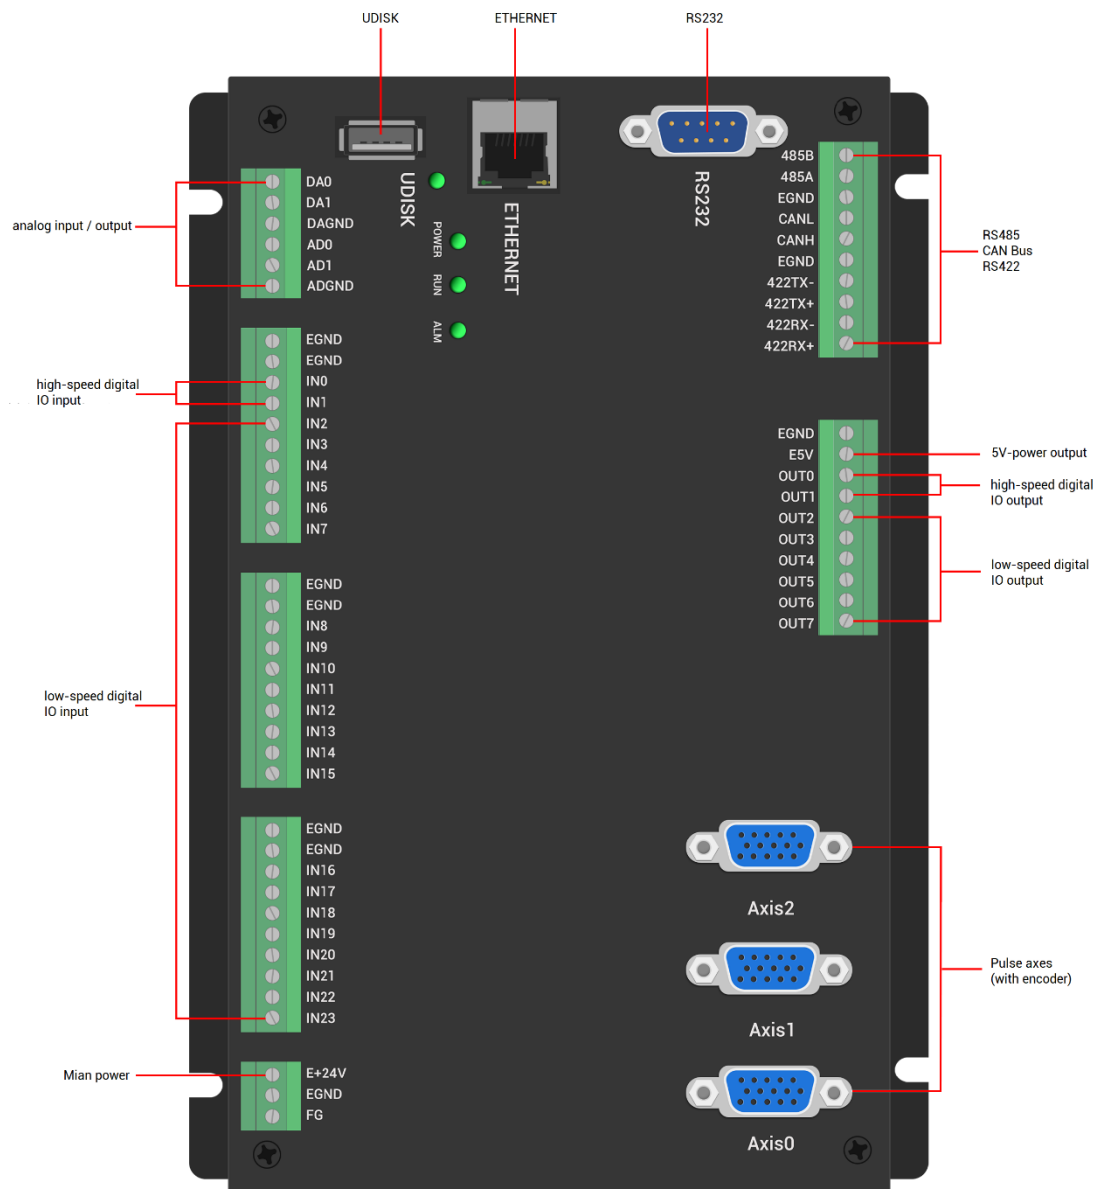 UDISK
ETHERNET
RS232
UDISK
ETHERNET
RS232
POWER
RUN
ALM
analog input / output
DA0
DA1
DAGND
AD0
AD1
ADGND
485B
485A
EGND
CANL
CANH
EGND
422TX-
422TX+
422RX-
422RX+
RS485
CAN Bus
RS422
high-speed digital
IO input
EGND
EGND
IN0
IN1
IN2
IN3
IN4
IN5
IN6
IN7
EGND
E5V
OUT0
OUT1
OUT2
OUT3
OUT4
OUT5
OUT6
OUT7
5V-power output
high-speed digital
IO output
low-speed digital
IO output
low-speed digital
IO input
EGND
EGND
IN8
IN9
IN10
IN11
IN12
IN13
IN14
IN15
EGND
EGND
IN16
IN17
IN18
IN19
IN20
IN21
IN22
IN23
Axis2
Axis1
Axis0
Pulse axes
(with encoder)
Mian power
E+24V
EGND
FG